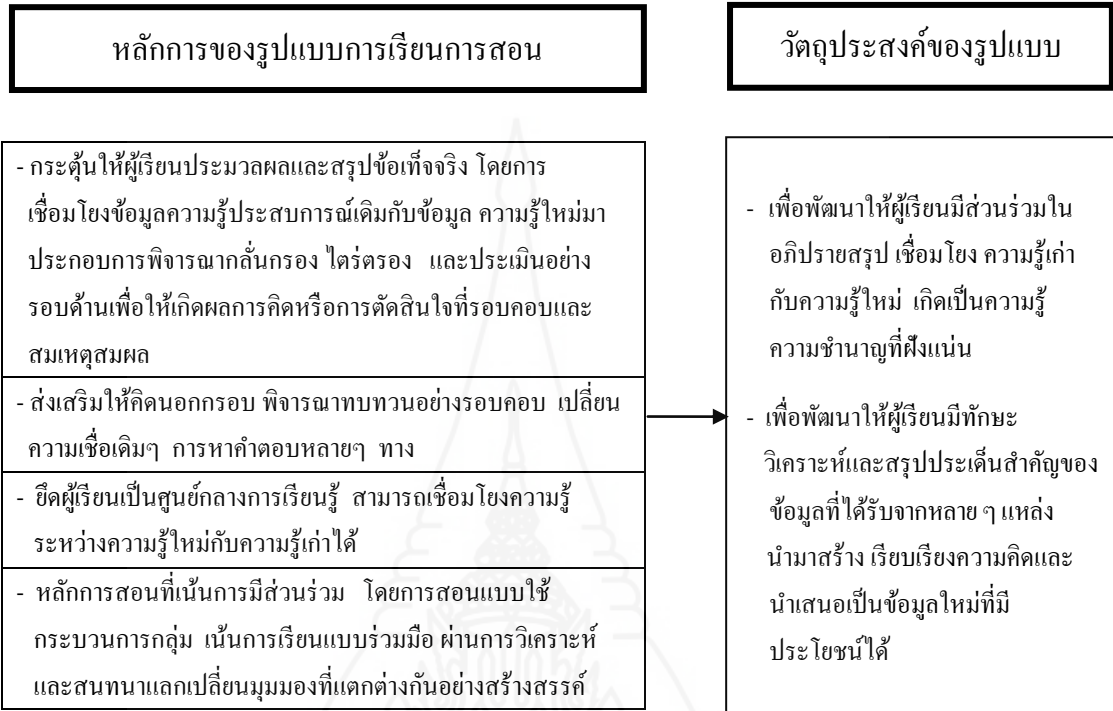 หลักการของรูปแบบการเรียนการสอน
วัตถุประสงค์ของรูปแบบ
- กระตุ้นให้ผู้เรียนประมวลผลและสรุปข้อเท็จจริง โดยการ
เชื่อมโยงข้อมูลความรู้ประสบการณ์เดิมกับข้อมูล ความรู้ใหม่มา
ประกอบการพิจารณากลั่นกรอง ไตร่ตรอง และประเมินอย่าง
รอบด้านเพื่อให้เกิดผลการคิดหรือการตัดสินใจที่รอบคอบและ
สมเหตุสมผล
- ส่งเสริมให้คิดนอกกรอบ พิจารณาทบทวนอย่างรอบคอบ เปลี่ยน
ความเชื่อเดิมๆ การหาคำตอบหลายๆ ทาง
- ยึดผู้เรียนเป็นศูนย์กลางการเรียนรู้ สามารถเชื่อมโยงความรู้
ระหว่างความรู้ใหม่กับความรู้เก่าได้
- หลักการสอนที่เน้นการมีส่วนร่วม โดยการสอนแบบใช้
กระบวนการกลุ่ม เน้นการเรียนแบบร่วมมือ ผ่านการวิเคราะห์
และสนทนาแลกเปลี่ยนมุมมองที่แตกต่างกันอย่างสร้างสรรค์
- เพื่อพัฒนาให้ผู้เรียนมีส่วนร่วมใน
อภิปรายสรุป เชื่อมโยง ความรู้เก่า
กับความรู้ใหม่ เกิดเป็นความรู้
ความชำนาญที่ฝังแน่น
- เพื่อพัฒนาให้ผู้เรียนมีทักษะ
วิเคราะห์และสรุปประเด็นสำคัญของ
ข้อมูลที่ได้รับจากหลาย ๆ แหล่ง
นำมาสร้าง เรียบเรียงความคิดและ
นำเสนอเป็นข้อมูลใหม่ที่มี
ประโยชน์ได้